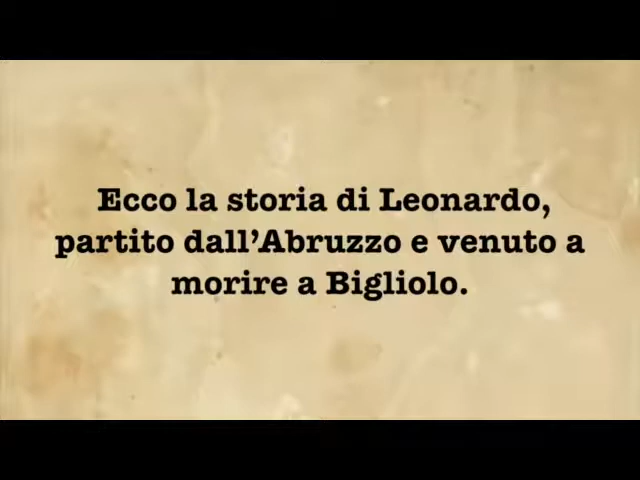 Ecco la storia di Leonardo,
partito dall’Abruzzo e venuto a
morire a Bigliolo.